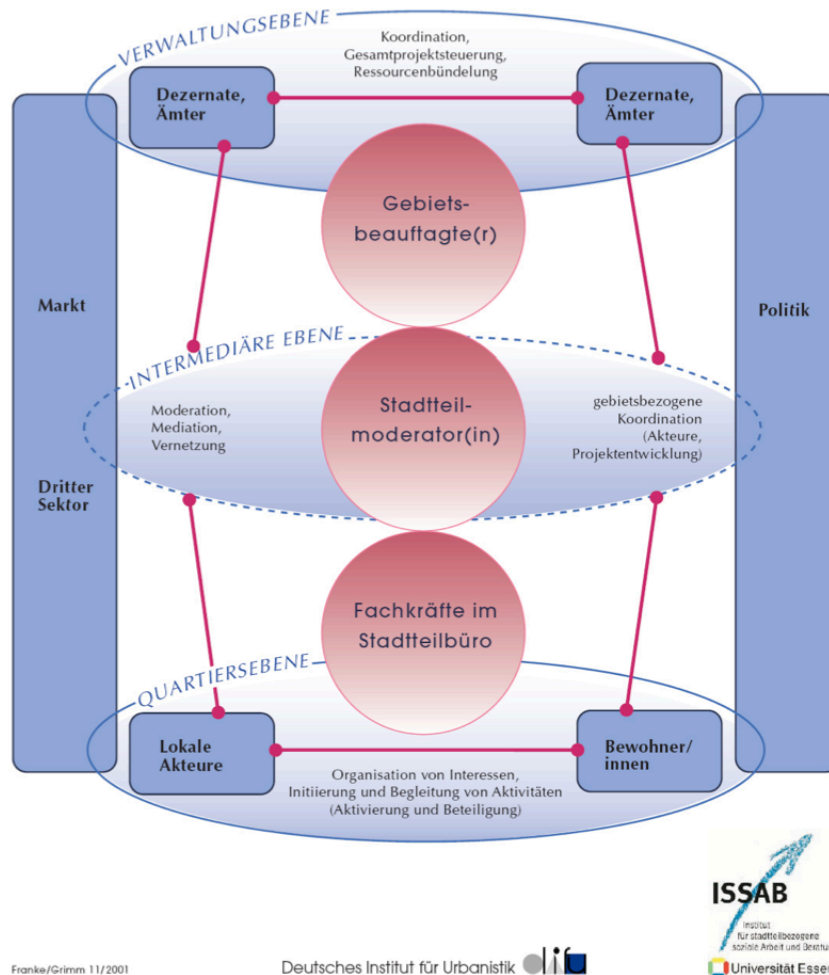 VERWALTUNGSEBENE
Koordination,
Gesamtprojektsteuerung,
Ressourcenbündelung
Dezernate,
Ämter
Dezernate,
Ämter
Gebiets-
beauftagte(r)
Markt
Politik
INTERMEDIÄRE EBENE
Moderation,
Mediation,
Vernetzung
Stadtteil-
moderator(in)
gebietsbezogene
Koordination
(Akteure,
Projektentwicklung)
Dritter
Sektor
Fachkräfte im
Stadtteilbüro
QUARTIERSEBENE
Lokale
Akteure
Bewohner/
innen
Organisation von Interessen,
Initiierung und Begleitung von Aktivitäten
(Aktivierung und Beteiligung)
ISSAB
Institut
für stadtteilbezogene
soziale Arbeit und Beratu
Universität Esse
Franke/Grimm 11/2001
Deutsches Institut für Urbanistik
difu